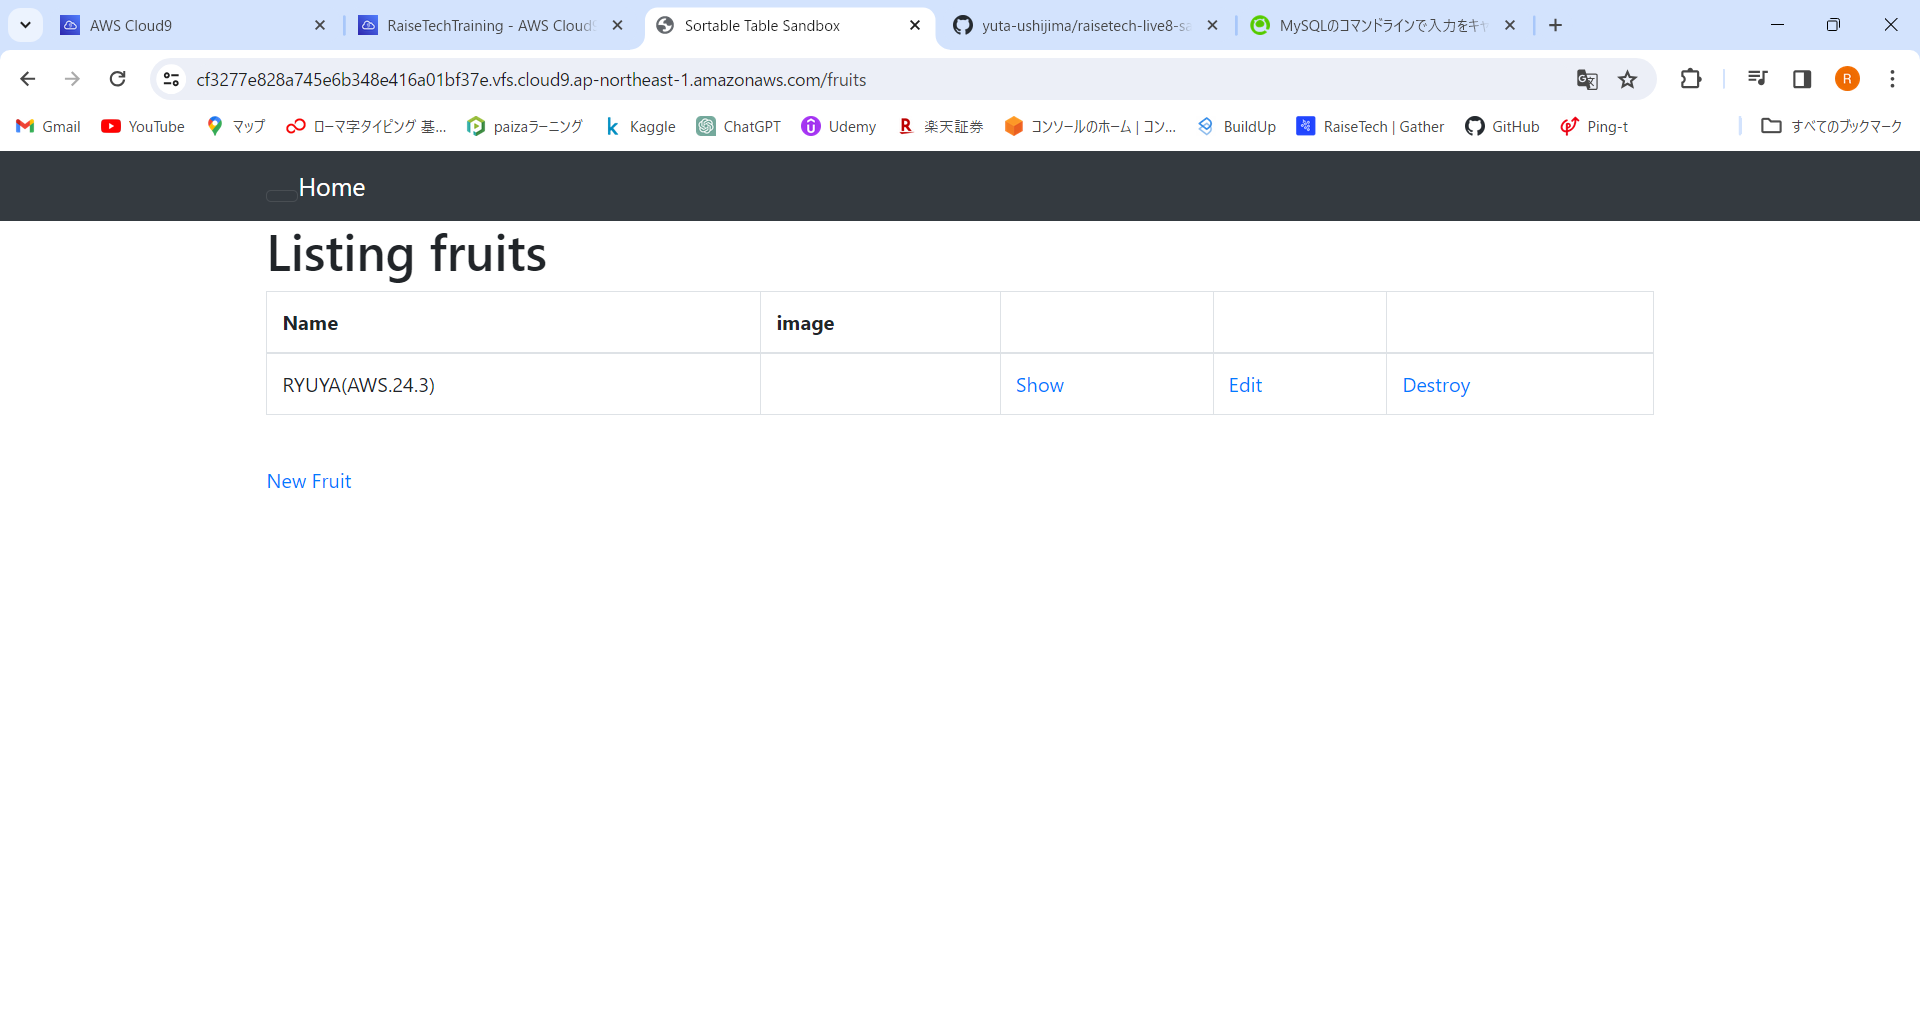 AWS Cloud9
RaiseTechTraining - AWS Cloud9
Sortable Table Sandbox
yuta-ushijima/raisetech-live8-sa
MySQLのコマンドラインで入力をキャ
cf3277e828a745e6b348e416a01bf37e.vfs.cloud9.ap-northeast-1.amazonaws.com/fruits
R
Gmail
YouTube
マップ
ローマ字タイピング 基...
paizaラーニング
Kaggle
ChatGPT
Udemy
楽天証券
コンソールのホーム | コン...
BuildUp
RaiseTech | Gather
GitHub
Ping-t
すべてのブックマーク
Home
Listing fruits
Name image
RYUYA(AWS.24.3) Show Edit Destroy
New Fruit